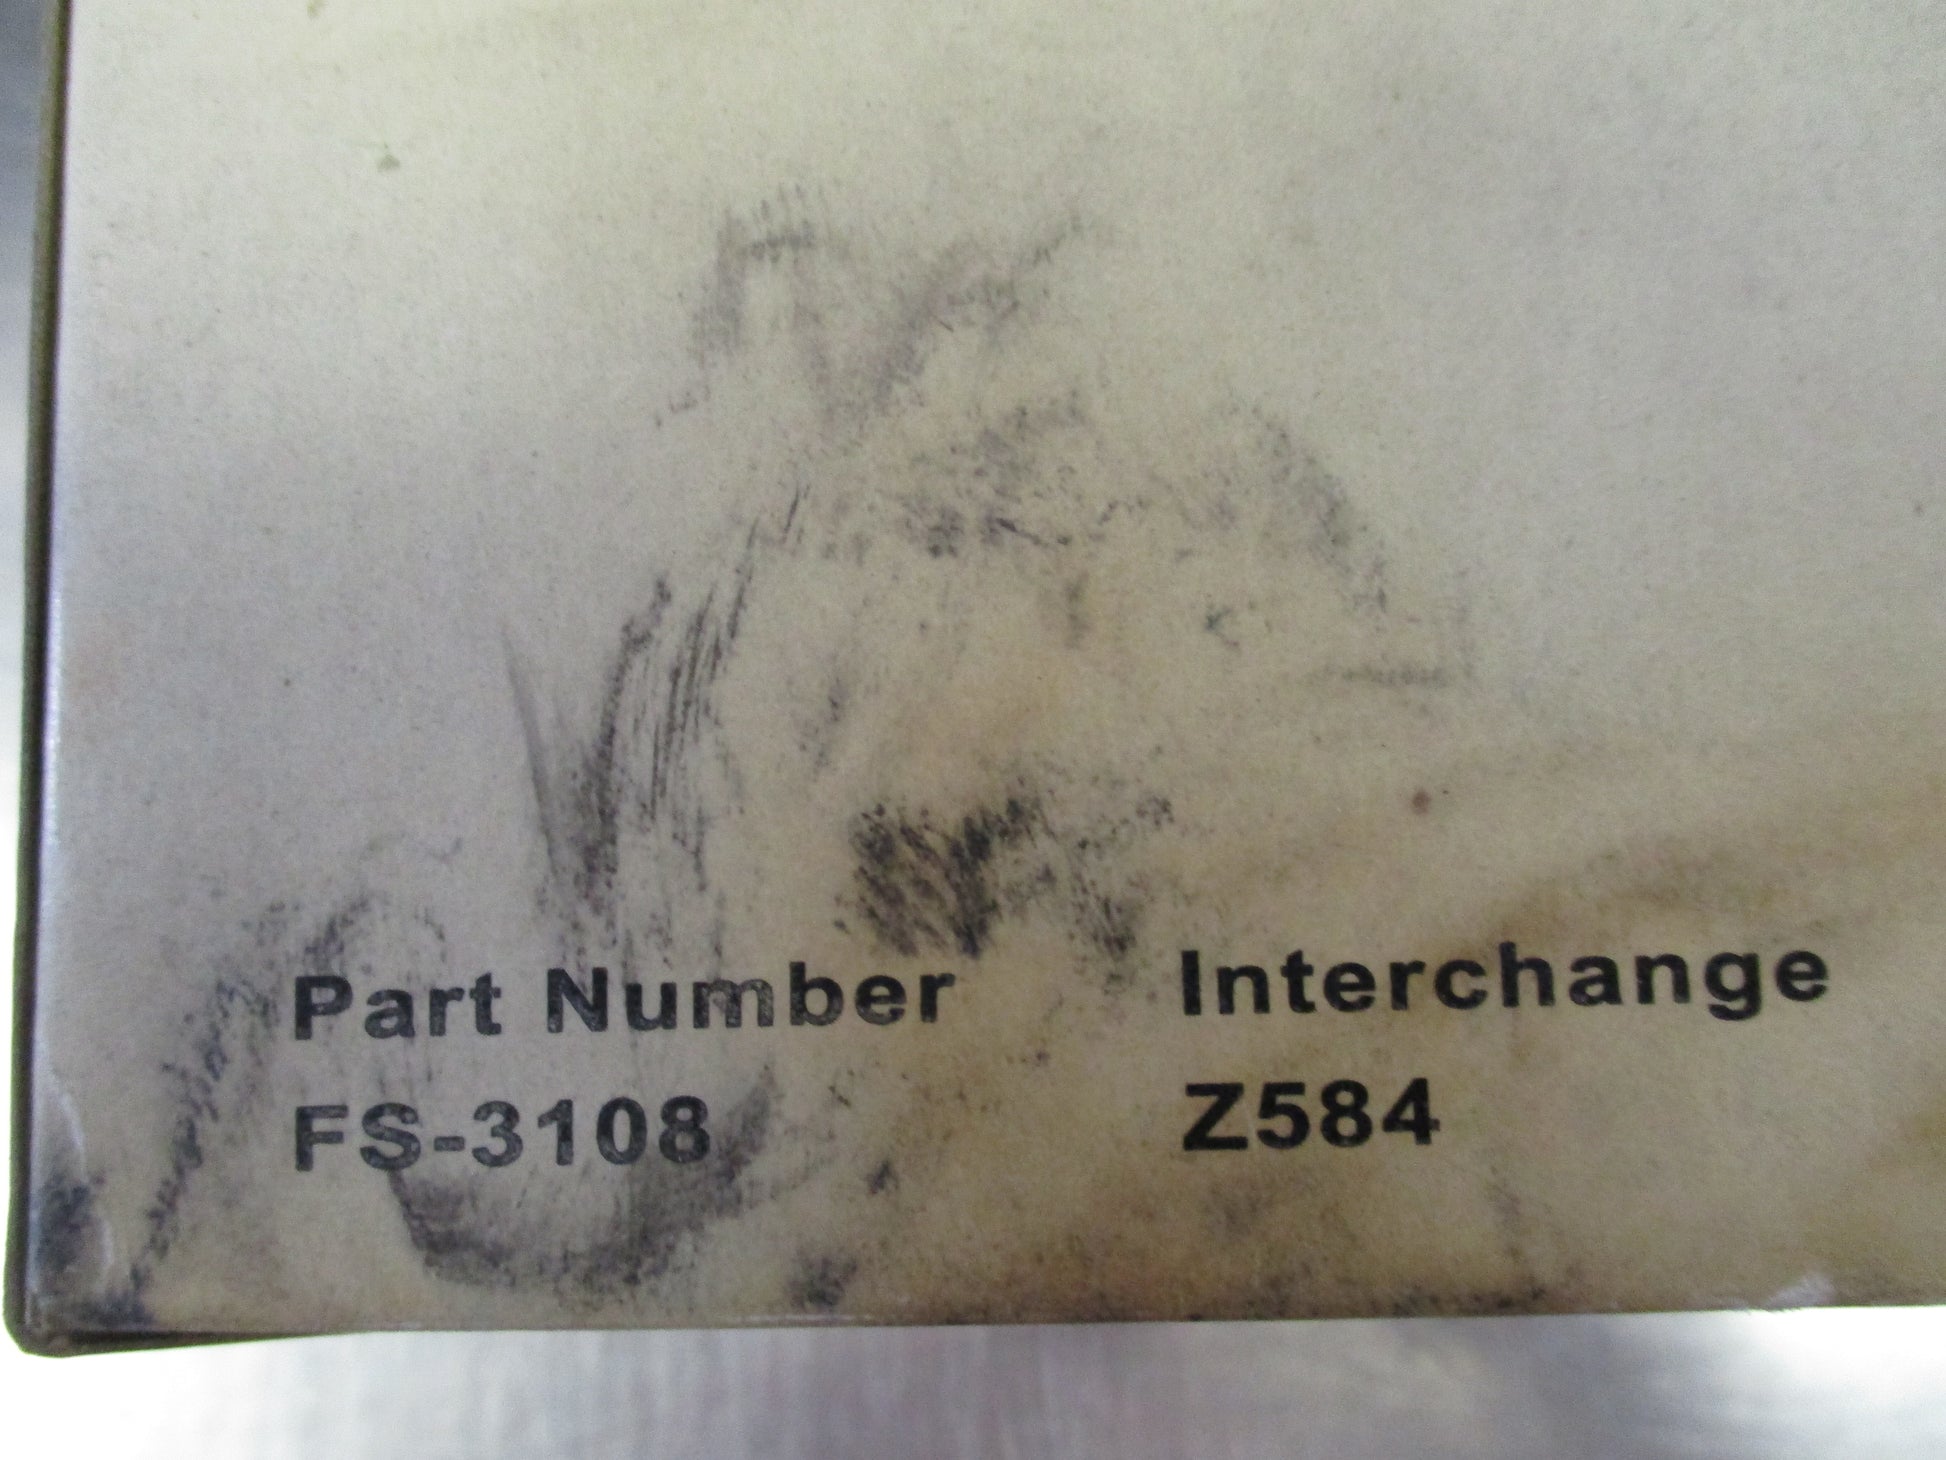 Part Number Interchange
FS-3108 Z584